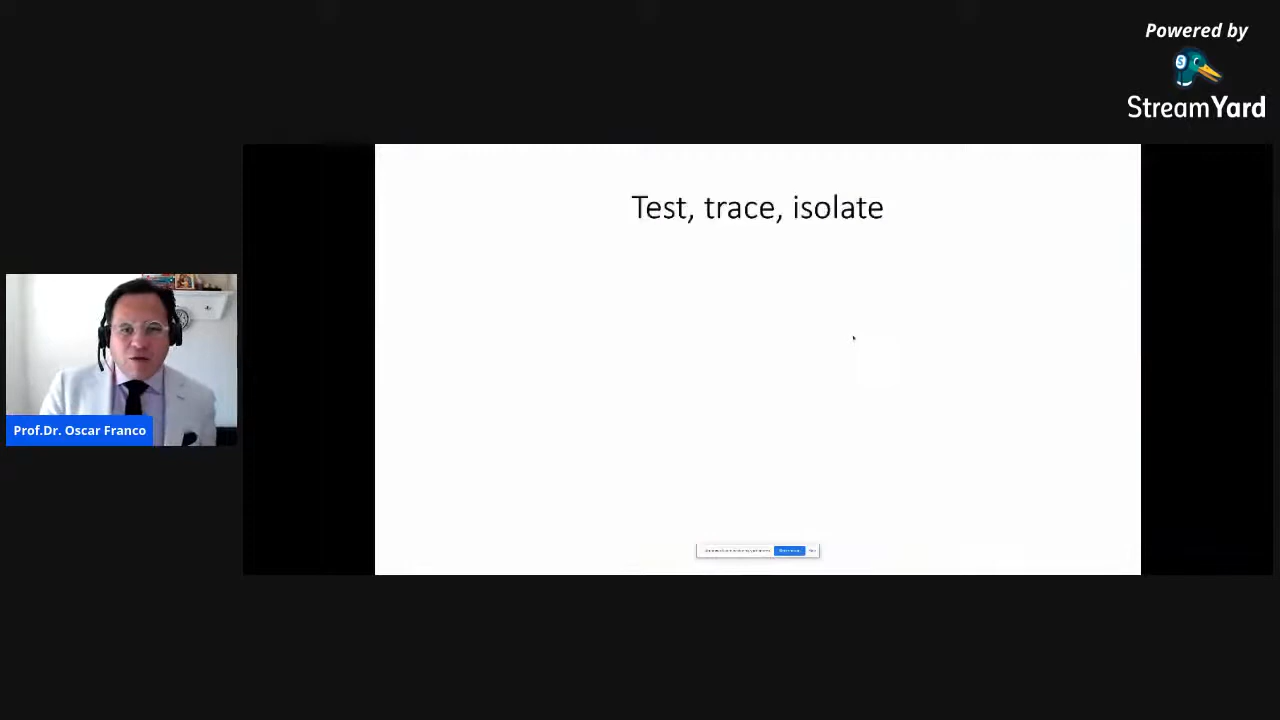 Powered by
StreamYard
Test, trace, isolate
Prof.Dr. Oscar Franco